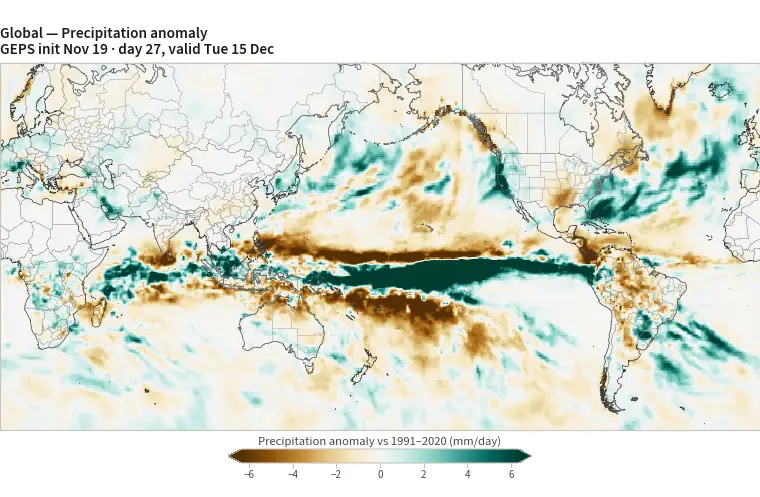 Global — Precipitation anomaly
GEPS init Nov 19 · day 27, valid Tue 15 Dec
Precipitation anomaly vs 1991–2020 (mm/day)
−6 −4 −2 0 2 4 6